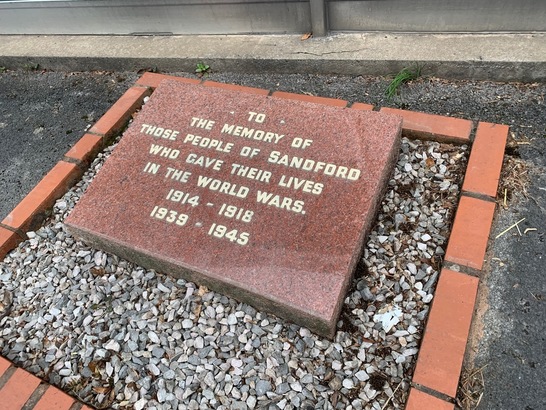 TO
THE MEMORY OF
THOSE PEOPLE OF SANDFORD
WHO GAVE THEIR LIVES
IN THE WORLD WARS.
1914 - 1918
1939 - 1945